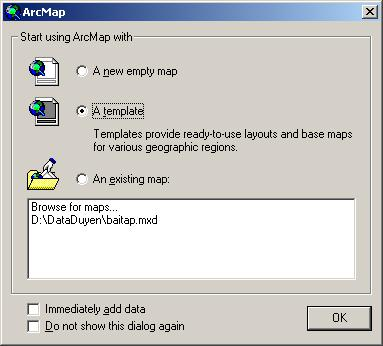 ArcMap
Start using ArcMap with
A new empty map
A template
Templates provide ready-to-use layouts and base maps
for various geographic regions.
An existing map:
Browse for maps...
D:\DataDuyen\baitap.mxd
Immediately add data
Do not show this dialog again
OK